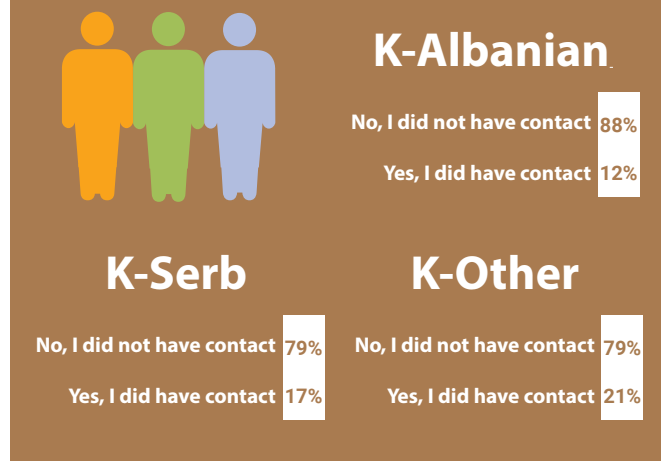 K-Albanian
No, I did not have contact 88%
Yes, I did have contact 12%
K-Serb
No, I did not have contact 79%
Yes, I did have contact 17%
K-Other
No, I did not have contact 79%
Yes, I did have contact 21%